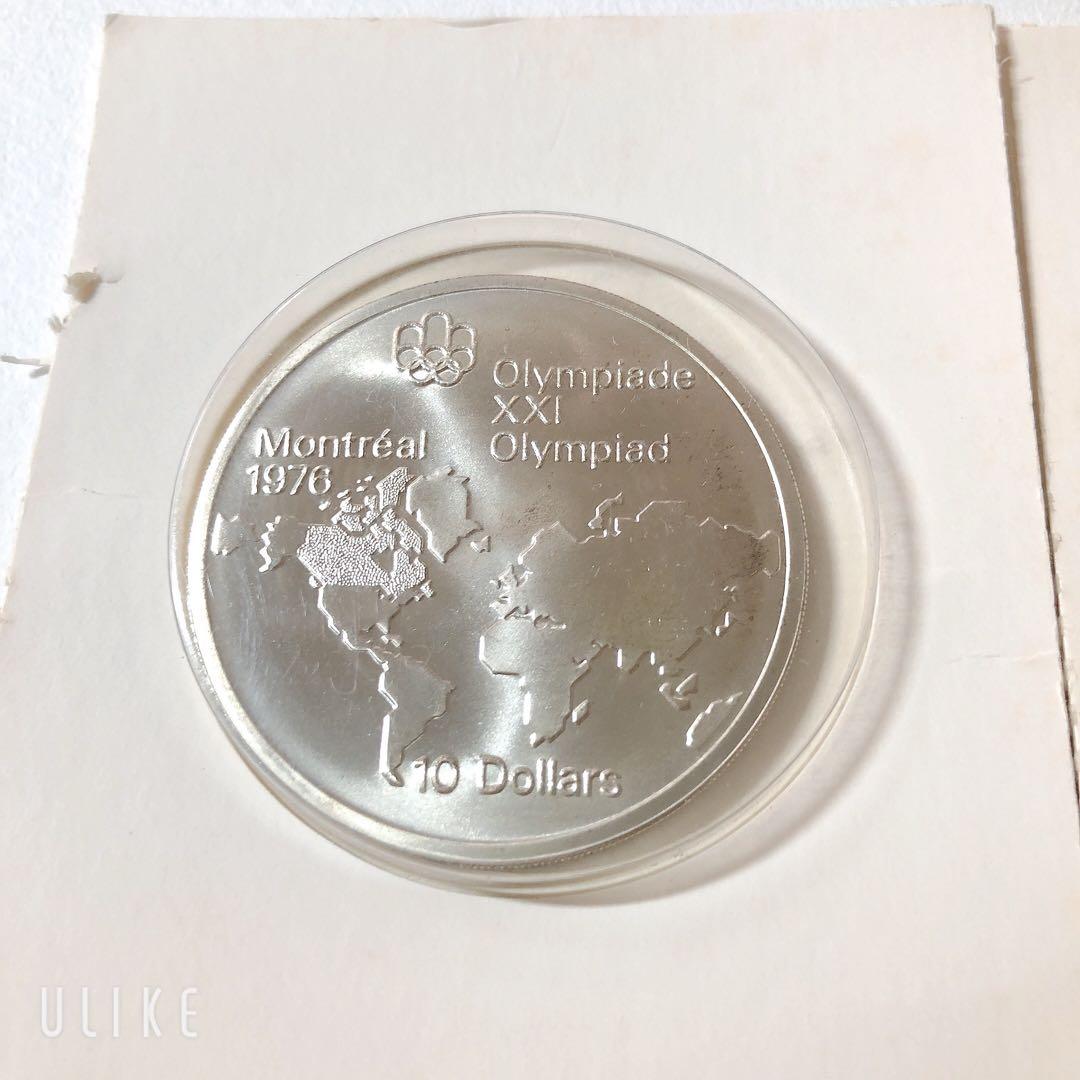 Olympiade
XXI
Olympiad
Montréal
1976
10 Dollars
ULIKE